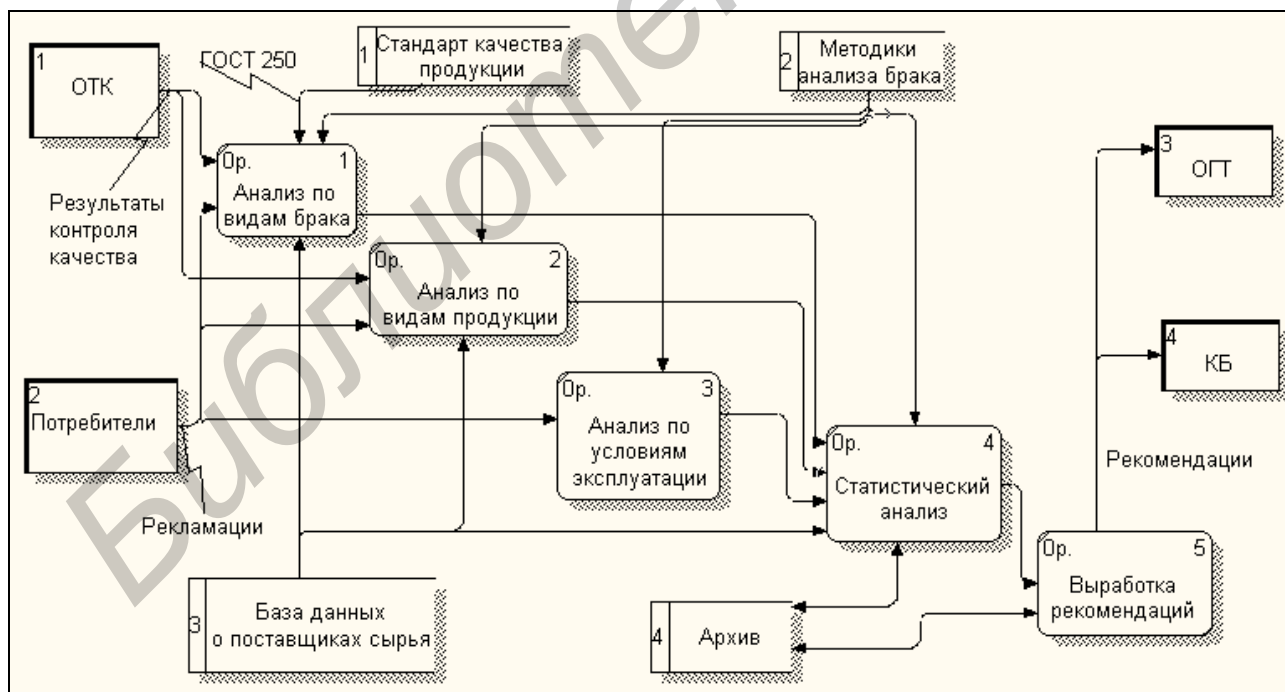 1
ОТК
ГОСТ 250
1
Стандарт качества
продукции
2
Методики
анализа брака
Результаты
контроля
качества
Ор. 1
Анализ по
видам брака
3
ОГТ
Ор. 2
Анализ по
видам продукции
4
КБ
2
Потребители
Ор. 3
Анализ по
условиям
эксплуатации
Ор. 4
Статистический
анализ
Рекомендации
Рекламации
Ор. 5
Выработка
рекомендаций
3
База данных
о поставщиках сырья
4
Архив
Библиоте